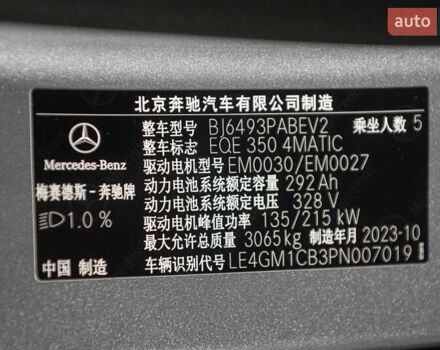 auto
北京奔驰汽车有限公司制造
整车型号 BJ6493PABEV2 乘坐人数 5
整车标志 EQE 350 4MATIC
Mercedes-Benz
驱动电机型号 EM0030/EM0027
动力电池系统额定容量 292Ah
梅赛德斯-奔驰牌
动力电池系统额定电压 328 V
1.0 %
驱动电机峰值功率 135/215 kW
最大允许总质量 3065kg 制造年月 2023-10
中国 制造
车辆识别代号 LE4GM1CB3PN007019